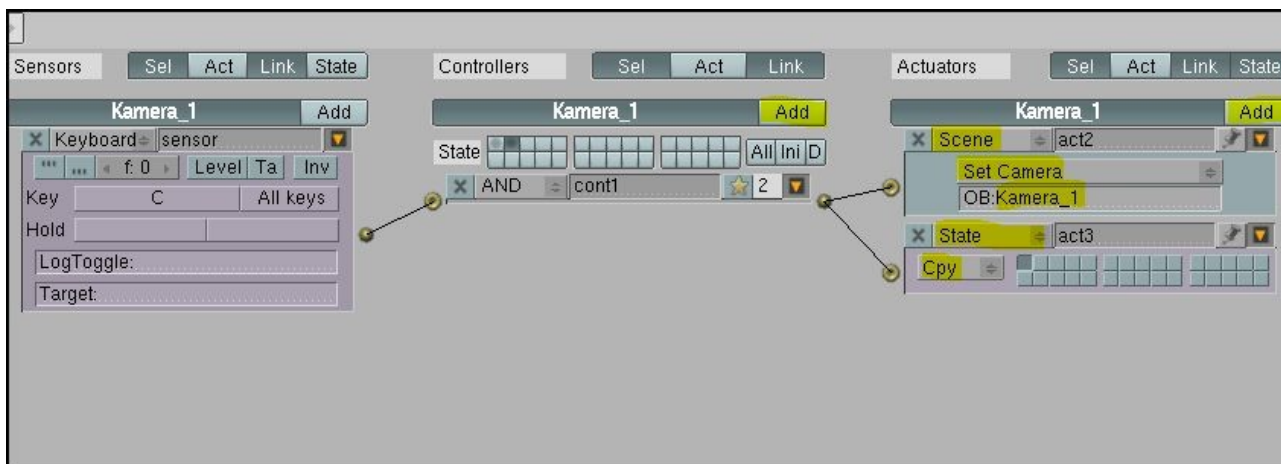 Sensors Sel Act Link State Controllers Sel Act Link Actuators Sel Act Link State
Kamera_1 Add Kamera_1 Add Kamera_1 Add
Keyboard sensor
f: 0 Level Ta Inv
Key C All keys
Hold
LogToggle:
Target:
State All Ini D
AND cont1 2
Scene act2
Set Camera
OB:Kamera_1
State act3
Cpy